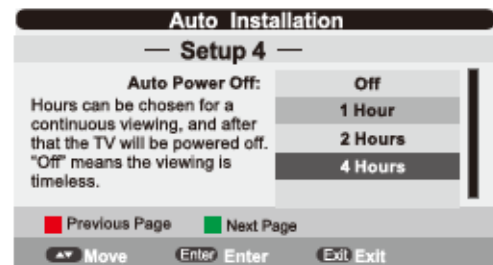 Auto Installation
— Setup 4 —
Auto Power Off:
Hours can be chosen for a
continuous viewing, and after
that the TV will be powered off.
"Off" means the viewing is
timeless.
Off
1 Hour
2 Hours
4 Hours
Previous Page Next Page
Move Enter Enter Exit Exit